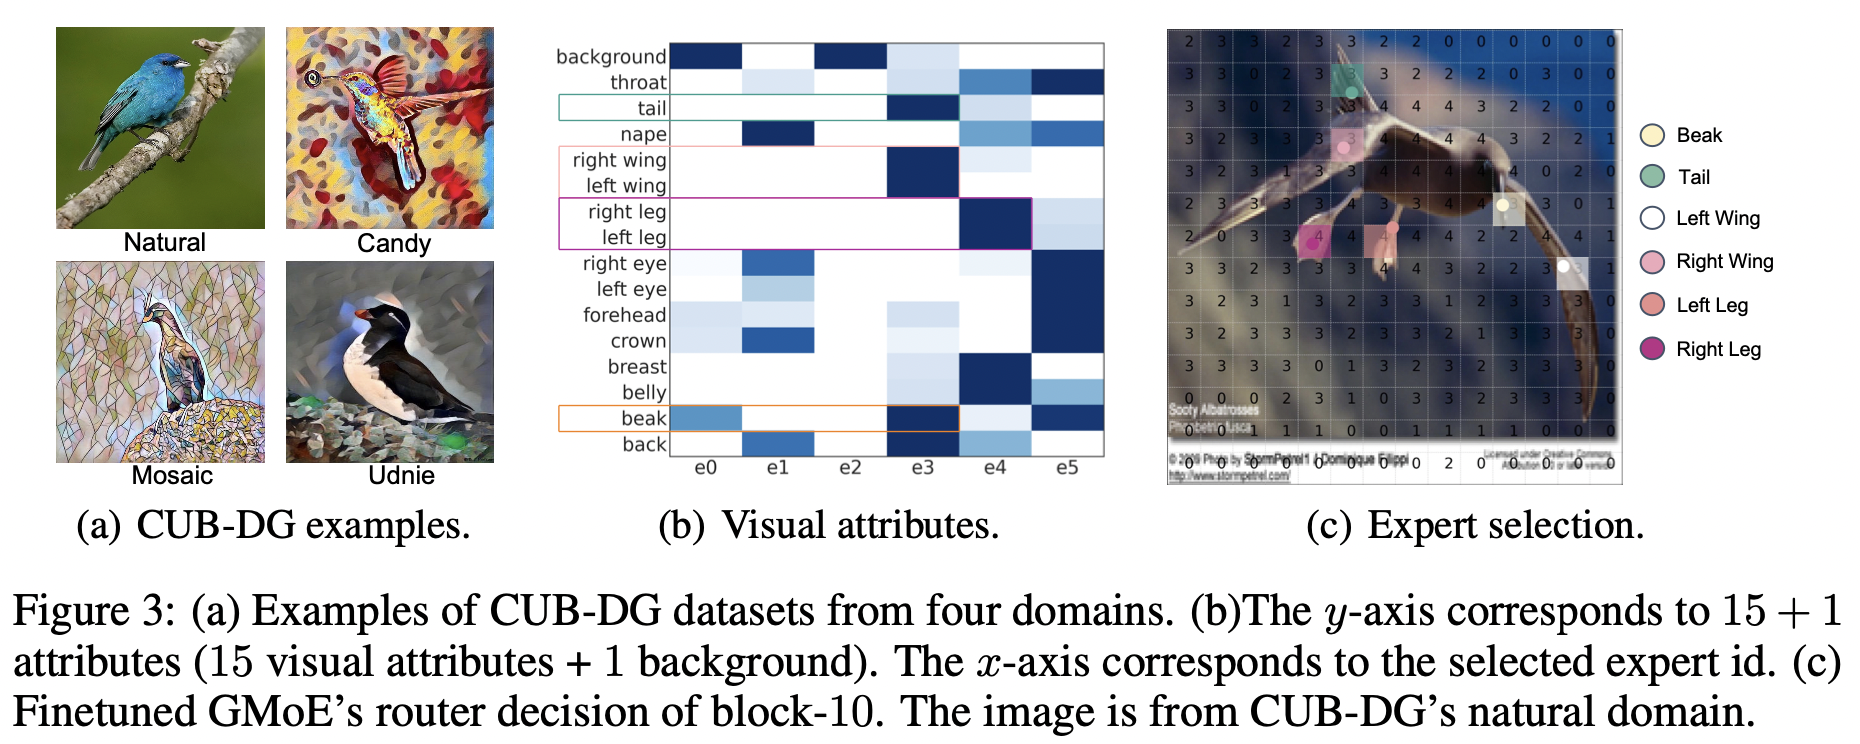 Natural
Candy
Mosaic
Udnie
(a) CUB-DG examples.
background
throat
tail
nape
right wing
left wing
right leg
left leg
right eye
left eye
forehead
crown
breast
belly
beak
back
e0 e1 e2 e3 e4 e5
(b) Visual attributes.
2 3 3 2 3 3 2 2 0 0 0 0 0 0
3 3 0 2 3 3 3 2 2 2 0 3 0 0
3 3 0 2 3 3 4 4 4 3 2 2 0 0
3 2 3 3 3 3 4 4 4 4 3 2 2 1
3 2 3 1 3 3 4 4 4 4 4 0 2 0
2 3 3 3 3 4 3 3 4 4 3 3 0 1
2 0 3 3 4 4 4 4 2 2 4 4 1
3 3 2 3 3 3 4 4 3 2 2 3 3 1
3 2 3 1 3 2 3 3 1 2 3 3 3 0
3 2 3 3 3 2 3 2 1 3 3 3 0
3 3 3 3 0 1 3 2 3 2 3 3 3 0
0 0 0 2 3 1 0 3 3 2 3 3 3 0
Sooty Albatrosses
Phoebetria fusca
0 0 1 1 1 0 0 1 1 1 1 0 0 0
© 2009 Photo by StormPetrel1 / Dominique Filippi
Licensed under Creative Commons
0 0 0 0 0 0 0 0 2 0 0 0 0 0
http://www.stormpetrel.com/
Beak
Tail
Left Wing
Right Wing
Left Leg
Right Leg
(c) Expert selection.
Figure 3: (a) Examples of CUB-DG datasets from four domains. (b)The y-axis corresponds to 15 + 1
attributes (15 visual attributes + 1 background). The x-axis corresponds to the selected expert id. (c)
Finetuned GMoE's router decision of block-10. The image is from CUB-DG's natural domain.